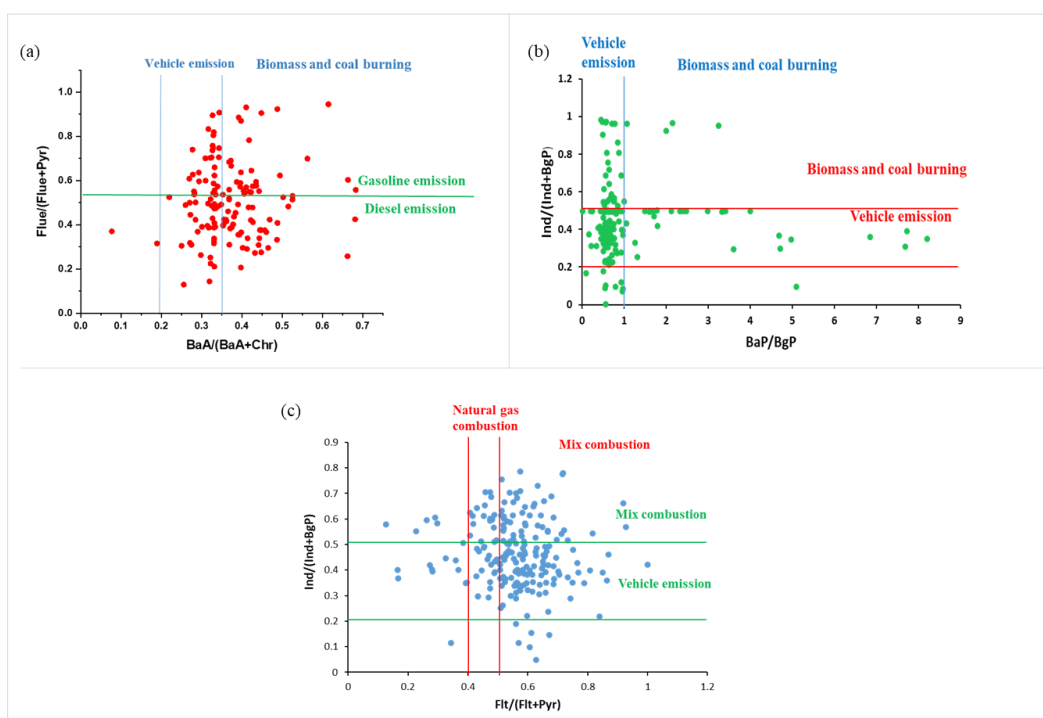 (a)
Vehicle emission
Biomass and coal burning
Flue/(Flue+Pyr)
1.0
0.8
0.6
0.4
0.2
0.0
Gasoline emission
Diesel emission
0.0 0.1 0.2 0.3 0.4 0.5 0.6 0.7
BaA/(BaA+Chr)
(b)
Vehicle
emission
Biomass and coal burning
Ind/(Ind+BgP)
1.2
1
0.8
0.6
0.4
0.2
0
Biomass and coal burning
Vehicle emission
0 1 2 3 4 5 6 7 8 9
BaP/BgP
(c)
Natural gas
combustion
Mix combustion
Ind/(Ind+BgP)
0.9
0.8
0.7
0.6
0.5
0.4
0.3
0.2
0.1
0
Mix combustion
Vehicle emission
0 0.2 0.4 0.6 0.8 1 1.2
Flt/(Flt+Pyr)